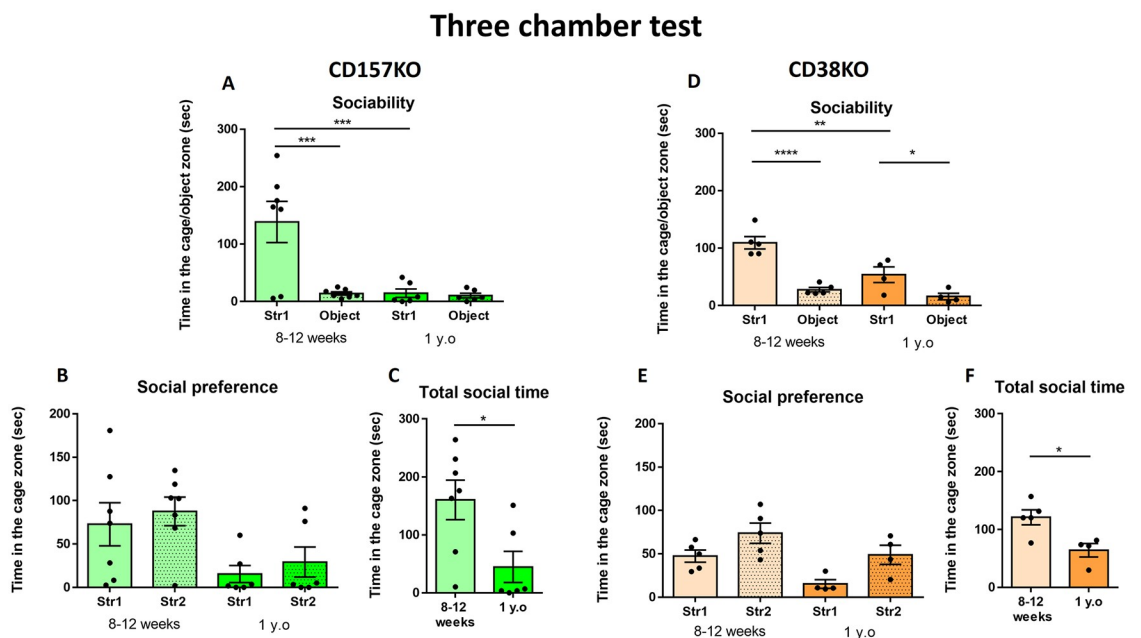 Three chamber test
CD157KO
A
Sociability
Time in the cage/object zone (sec)
300
200
100
0
***
***
Str1 Object Str1 Object
8-12 weeks 1 y.o
CD38KO
D
Sociability
Time in the cage/object zone (sec)
300
200
100
0
**
****
*
Str1 Object Str1 Object
8-12 weeks 1 y.o
B
Social preference
Time in the cage zone (sec)
200
150
100
50
0
Str1 Str2 Str1 Str2
8-12 weeks 1 y.o
C
Total social time
Time in the cage zone (sec)
300
200
100
0
*
8-12 1 y.o
weeks
E
Social preference
Time in the cage zone (sec)
200
150
100
50
0
Str1 Str2 Str1 Str2
8-12 weeks 1 y.o
F
Total social time
Time in the cage zone (sec)
300
200
100
0
*
8-12 1 y.o
weeks